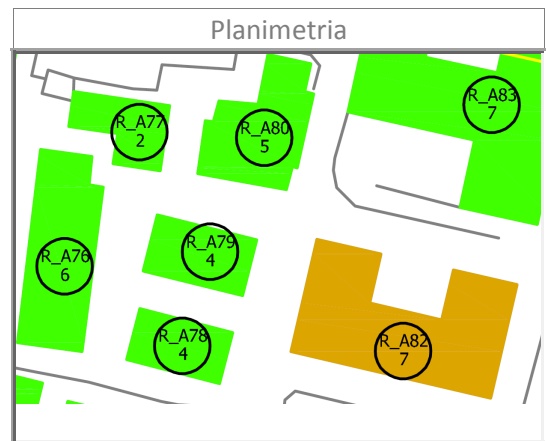 Planimetria
R_A83
7
R_A77
2
R_A80
5
R_A79
4
R_A76
6
R_A78
4
R_A82
7